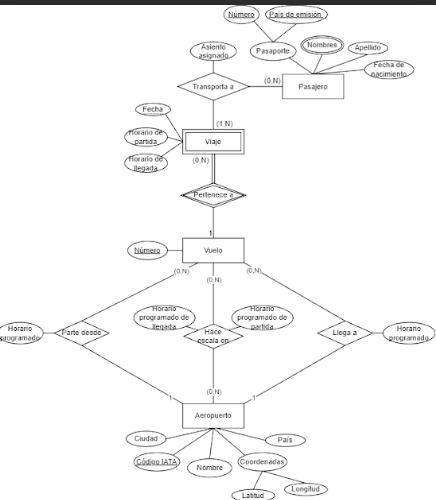 Número
País de emisión
Asiento
asignado
Pasaporte
Nombres
Apellido
Fecha de
nacimiento
Transporta a
(0,N)
Pasajero
Fecha
(1,N)
Horario de
partida
Viaje
Horario de
llegada
(0,N)
Pertenece a
1
Número
Vuelo
(0,N)
(0,N)
(0,N)
Horario
programado de
llegada
Horario
programado de
partida
Horario
programado
Parte desde
Hace
escala en
Llega a
Horario
programado
1
(0,N)
1
Aeropuerto
Ciudad
País
Código IATA
Nombre
Coordenadas
Latitud
Longitud